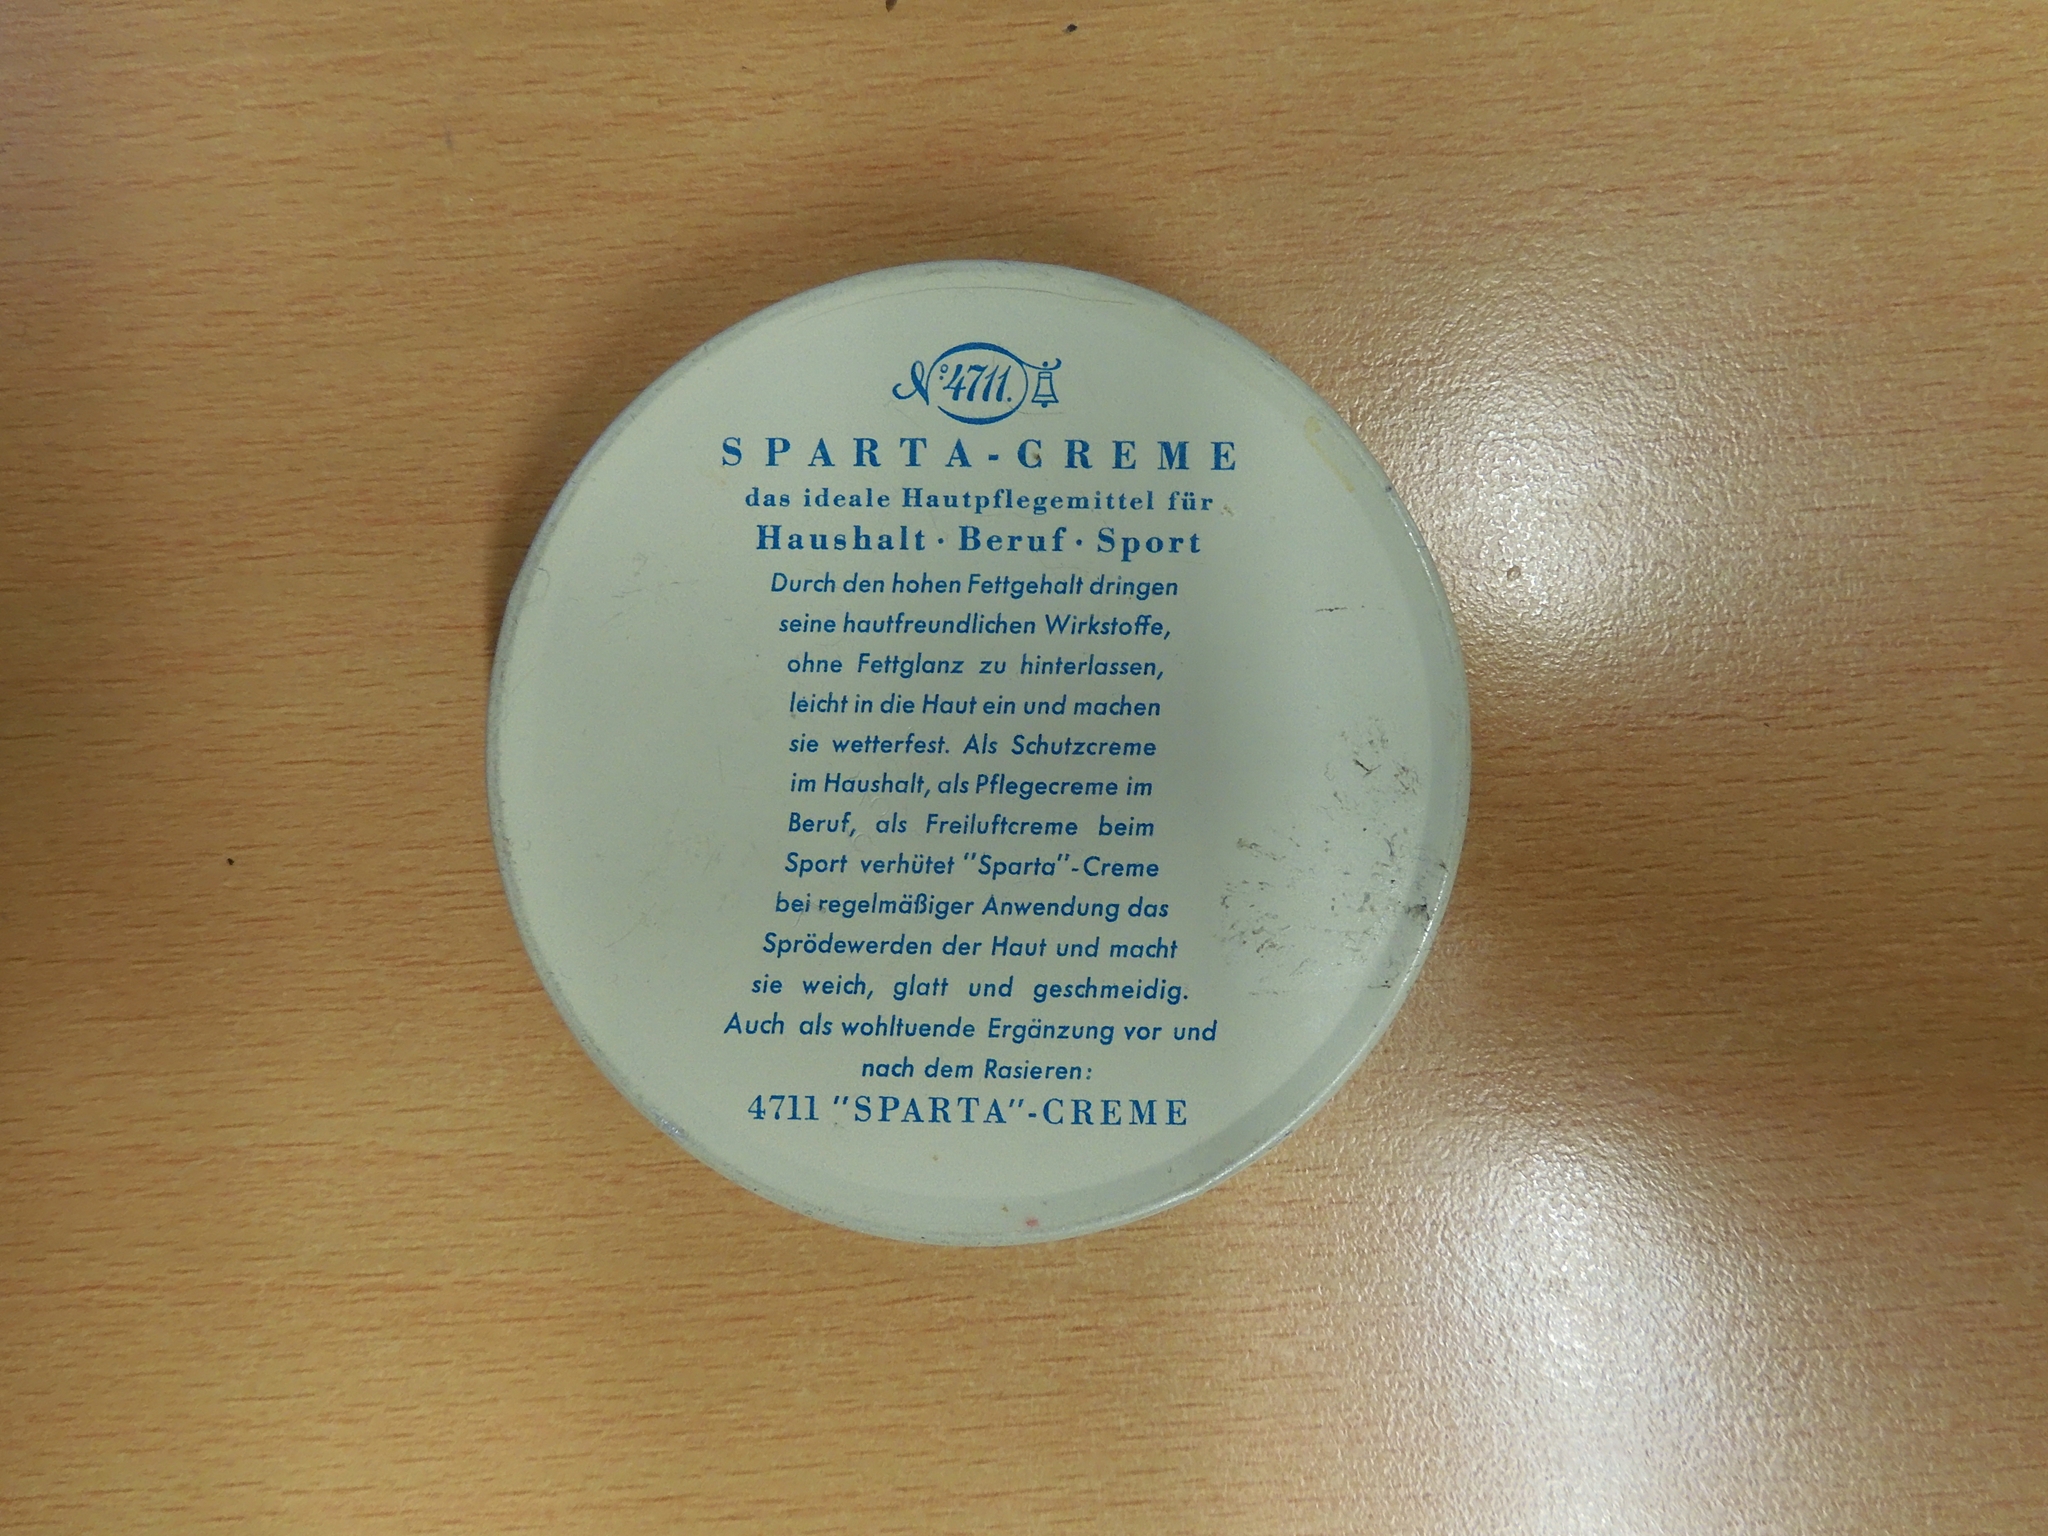 Nº 4711.
SPARTA-CREME
das ideale Hautpflegemittel für
Haushalt · Beruf · Sport
Durch den hohen Fettgehalt dringen
seine hautfreundlichen Wirkstoffe,
ohne Fettglanz zu hinterlassen,
leicht in die Haut ein und machen
sie wetterfest. Als Schutzcreme
im Haushalt, als Pflegecreme im
Beruf, als Freiluftcreme beim
Sport verhütet "Sparta"-Creme
bei regelmäßiger Anwendung das
Sprödewerden der Haut und macht
sie weich, glatt und geschmeidig.
Auch als wohltuende Ergänzung vor und
nach dem Rasieren:
4711 "SPARTA"-CREME